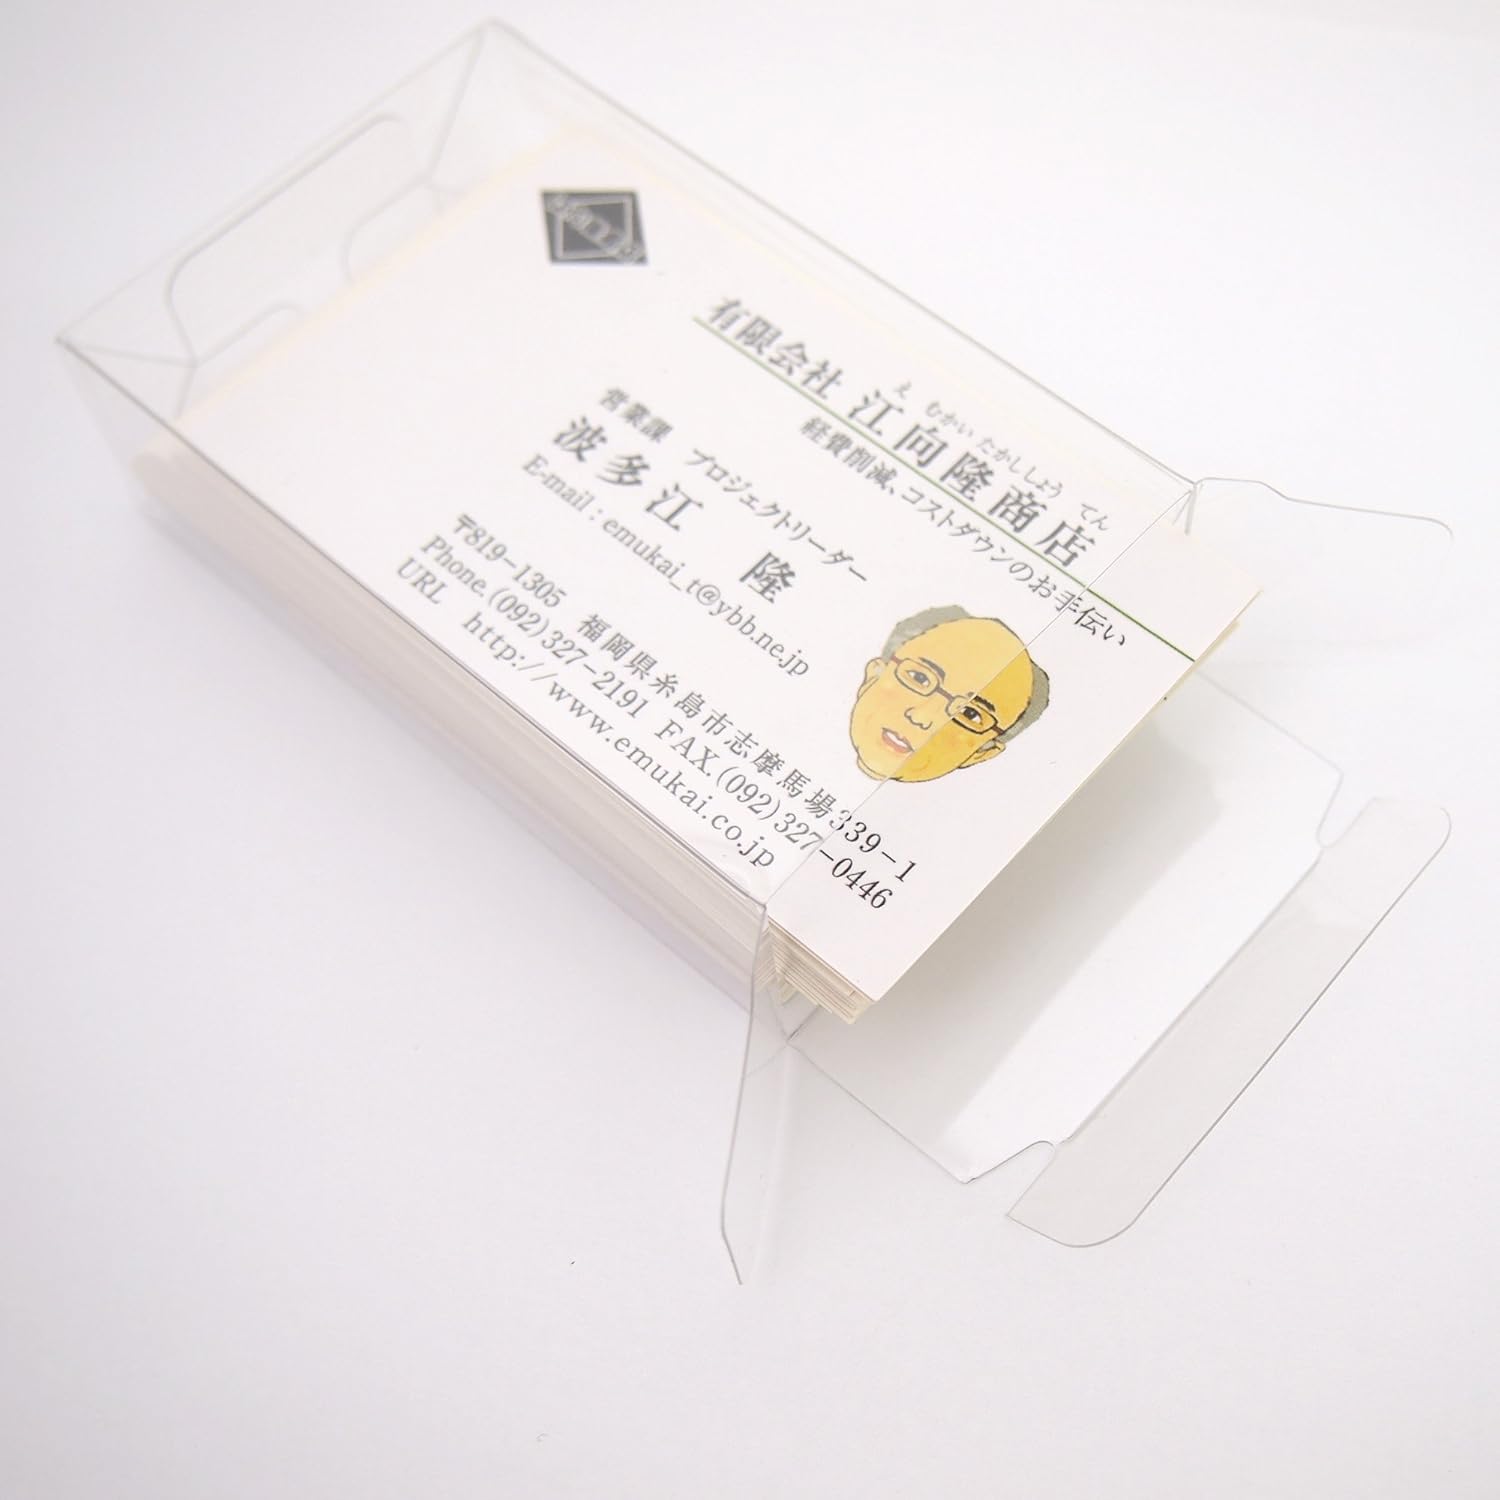 有限会社 江向隆商店
え むかい たかししょう てん
経費削減、コストダウンのお手伝い
営業課 プロジェクトリーダー
波多江 隆
E-mail : emukai_t@ybb.ne.jp
〒819-1305 福岡県糸島市志摩馬場339-1
Phone.(092)327-2191 FAX.(092)327-0446
URL http://www.emukai.co.jp